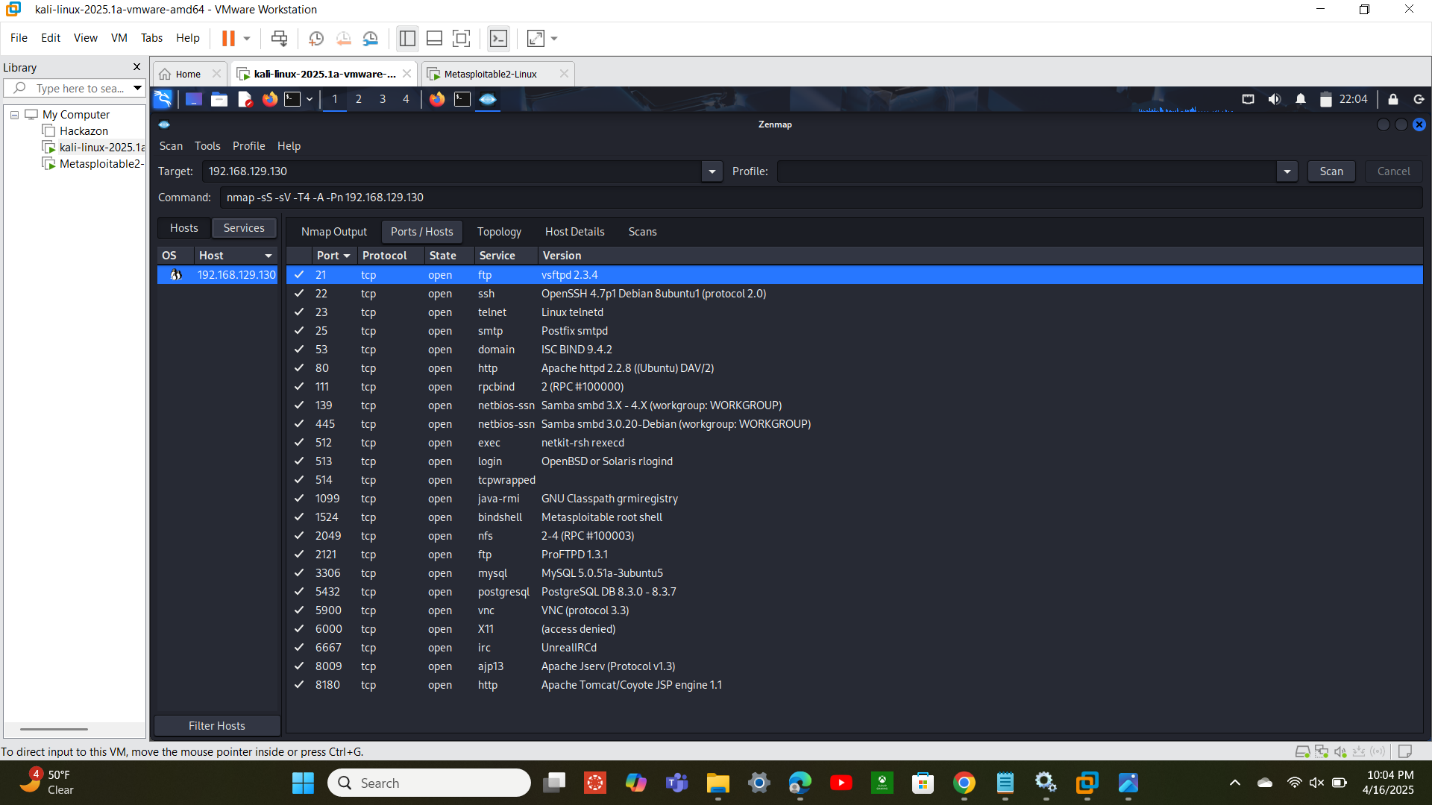 kali-linux-2025.1a-vmware-amd64 - VMware Workstation
File Edit View VM Tabs Help
Library
Type here to sea...
Home
kali-linux-2025.1a-vmware-...
Metasploitable2-Linux
My Computer
Hackazon
kali-linux-2025.1a
Metasploitable2-
1 2 3 4
22:04
Zenmap
Scan Tools Profile Help
Target: 192.168.129.130 Profile: Scan Cancel
Command: nmap -sS -sV -T4 -A -Pn 192.168.129.130
Hosts Services Nmap Output Ports / Hosts Topology Host Details Scans
OS Host Port Protocol State Service Version
192.168.129.130 21 tcp open ftp vsftpd 2.3.4
22 tcp open ssh OpenSSH 4.7p1 Debian 8ubuntu1 (protocol 2.0)
23 tcp open telnet Linux telnetd
25 tcp open smtp Postfix smtpd
53 tcp open domain ISC BIND 9.4.2
80 tcp open http Apache httpd 2.2.8 ((Ubuntu) DAV/2)
111 tcp open rpcbind 2 (RPC #100000)
139 tcp open netbios-ssn Samba smbd 3.X - 4.X (workgroup: WORKGROUP)
445 tcp open netbios-ssn Samba smbd 3.0.20-Debian (workgroup: WORKGROUP)
512 tcp open exec netkit-rsh rexecd
513 tcp open login OpenBSD or Solaris rlogind
514 tcp open tcpwrapped
1099 tcp open java-rmi GNU Classpath grmiregistry
1524 tcp open bindshell Metasploitable root shell
2049 tcp open nfs 2-4 (RPC #100003)
2121 tcp open ftp ProFTPD 1.3.1
3306 tcp open mysql MySQL 5.0.51a-3ubuntu5
5432 tcp open postgresql PostgreSQL DB 8.3.0 - 8.3.7
5900 tcp open vnc VNC (protocol 3.3)
6000 tcp open X11 (access denied)
6667 tcp open irc UnrealIRCd
8009 tcp open ajp13 Apache Jserv (Protocol v1.3)
8180 tcp open http Apache Tomcat/Coyote JSP engine 1.1
Filter Hosts
To direct input to this VM, move the mouse pointer inside or press Ctrl+G.
4
50°F
Clear
Search
10:04 PM
4/16/2025